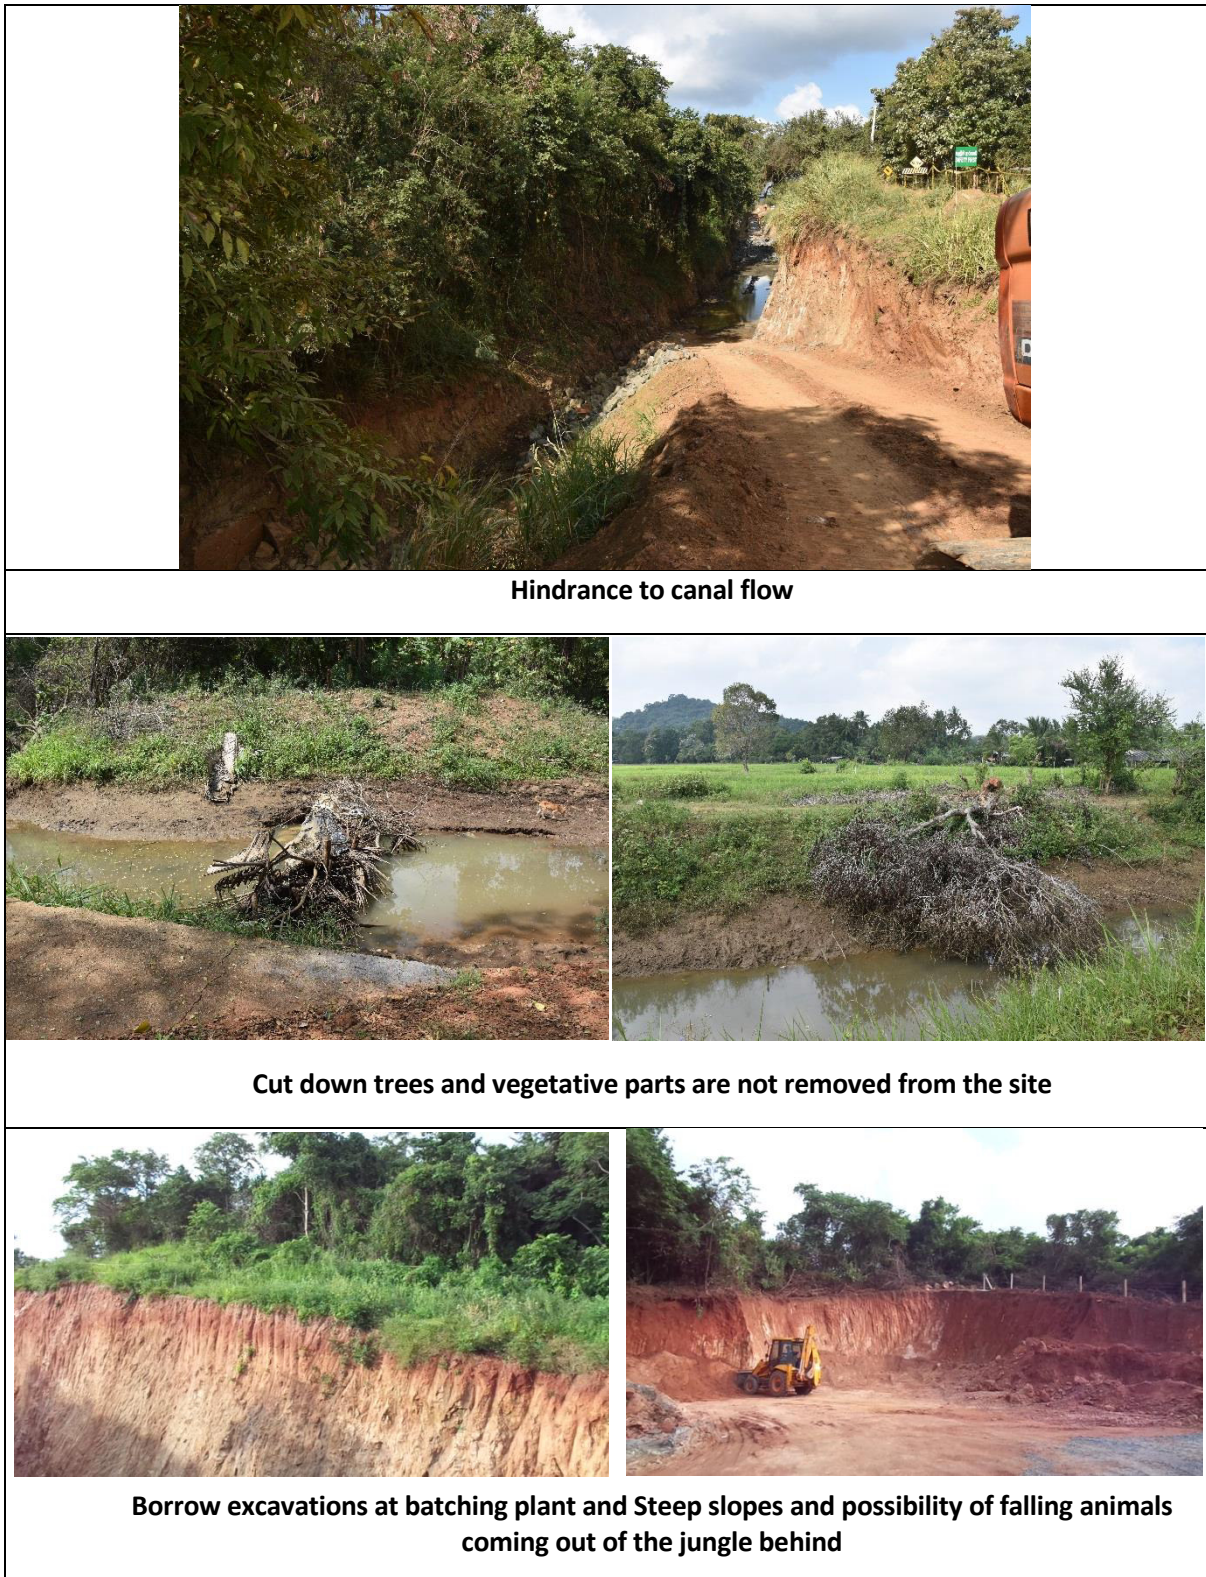 Hindrance to canal flow
Cut down trees and vegetative parts are not removed from the site
Borrow excavations at batching plant and Steep slopes and possibility of falling animals
coming out of the jungle behind